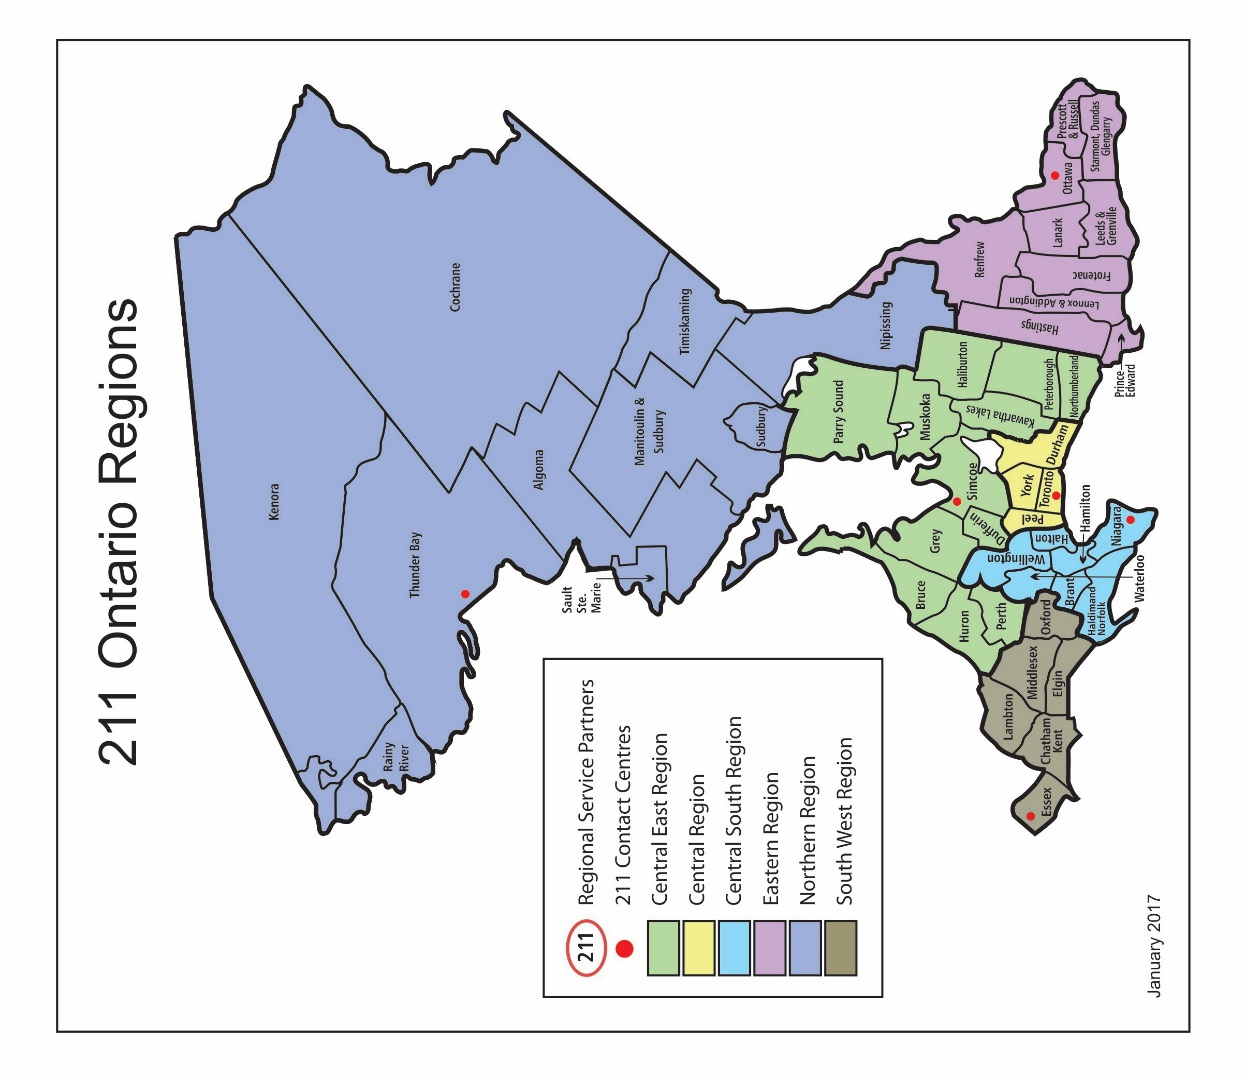 211 Ontario Regions
Kenora
Cochrane
Thunder Bay
Rainy
River
Algoma
Timiskaming
Manitoulin &
Sudbury
Sudbury
Sault
Ste.
Marie
Nipissing
Parry Sound
Muskoka
Haliburton
Kawartha Lakes
Peterborough
Northumberland
Simcoe
Grey
Dufferin
Bruce
Huron
Perth
York
Durham
Toronto
Peel
Halton
Hamilton
Wellington
Waterloo
Niagara
Brant
Haldimand
Norfolk
Oxford
Middlesex
Elgin
Lambton
Chatham
Kent
Essex
Renfrew
Hastings
Lennox & Addington
Frotenac
Prince
Edward
Lanark
Leeds &
Grenville
Ottawa
Prescott
& Russell
Starmont, Dundas
Glengarry
211 Regional Service Partners
211 Contact Centres
Central East Region
Central Region
Central South Region
Eastern Region
Northern Region
South West Region
January 2017